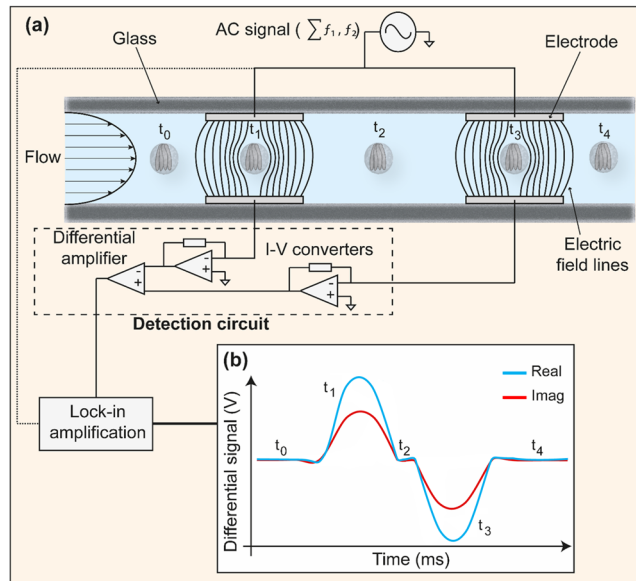 (a)
AC signal ( ∑ f₁, f₂)
Glass
Electrode
t₀
t₁
t₂
t₃
t₄
Flow
Differential
amplifier
I-V converters
Electric
field lines
-
+
-
+
-
+
Detection circuit
Lock-in
amplification
(b)
Differential signal (V)
Real
Imag
t₀
t₁
t₂
t₃
t₄
Time (ms)